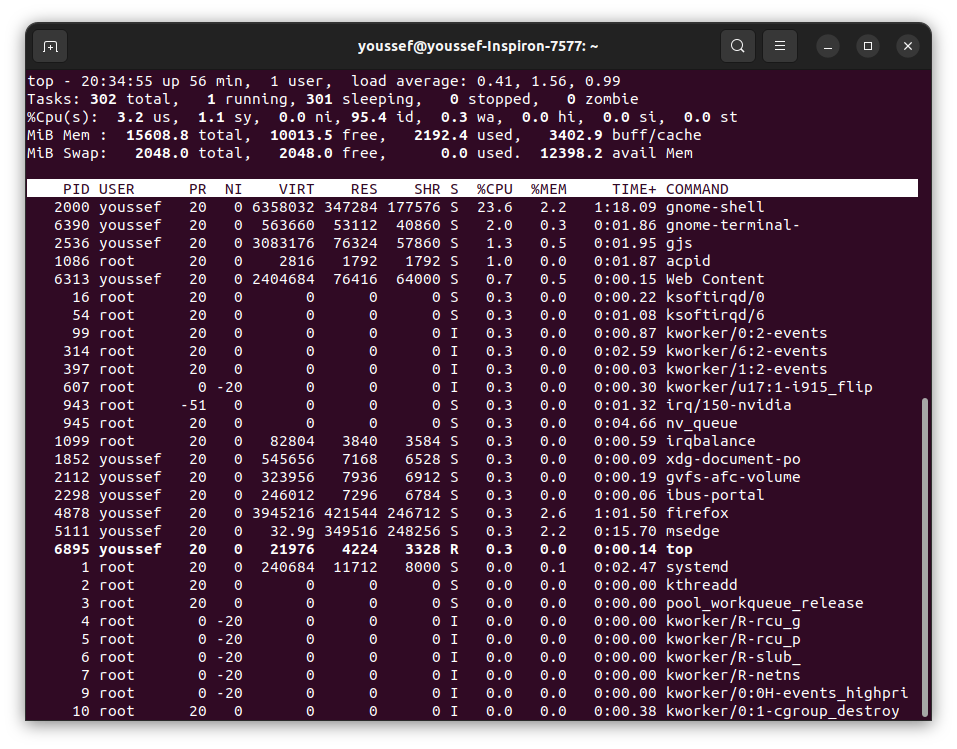 youssef@youssef-Inspiron-7577: ~
top - 20:34:55 up 56 min,  1 user,  load average: 0.41, 1.56, 0.99
Tasks: 302 total,   1 running, 301 sleeping,   0 stopped,   0 zombie
%Cpu(s):  3.2 us,  1.1 sy,  0.0 ni, 95.4 id,  0.3 wa,  0.0 hi,  0.0 si,  0.0 st
MiB Mem :  15608.8 total,  10013.5 free,   2192.4 used,   3402.9 buff/cache
MiB Swap:   2048.0 total,   2048.0 free,      0.0 used.  12398.2 avail Mem
    PID USER      PR  NI    VIRT    RES    SHR S  %CPU  %MEM     TIME+ COMMAND
   2000 youssef   20   0 6358032 347284 177576 S  23.6   2.2   1:18.09 gnome-shell
   6390 youssef   20   0  563660  53112  40860 S   2.0   0.3   0:01.86 gnome-terminal-
   2536 youssef   20   0 3083176  76324  57860 S   1.3   0.5   0:01.95 gjs
   1086 root      20   0    2816   1792   1792 S   1.0   0.0   0:01.87 acpid
   6313 youssef   20   0 2404684  76416  64000 S   0.7   0.5   0:00.15 Web Content
     16 root      20   0       0      0      0 S   0.3   0.0   0:00.22 ksoftirqd/0
     54 root      20   0       0      0      0 S   0.3   0.0   0:01.08 ksoftirqd/6
     99 root      20   0       0      0      0 I   0.3   0.0   0:00.87 kworker/0:2-events
    314 root      20   0       0      0      0 I   0.3   0.0   0:02.59 kworker/6:2-events
    397 root      20   0       0      0      0 I   0.3   0.0   0:00.03 kworker/1:2-events
    607 root       0 -20       0      0      0 I   0.3   0.0   0:00.30 kworker/u17:1-i915_flip
    943 root     -51   0       0      0      0 S   0.3   0.0   0:01.32 irq/150-nvidia
    945 root      20   0       0      0      0 S   0.3   0.0   0:04.66 nv_queue
   1099 root      20   0   82804   3840   3584 S   0.3   0.0   0:00.59 irqbalance
   1852 youssef   20   0  545656   7168   6528 S   0.3   0.0   0:00.09 xdg-document-po
   2112 youssef   20   0  323956   7936   6912 S   0.3   0.0   0:00.19 gvfs-afc-volume
   2298 youssef   20   0  246012   7296   6784 S   0.3   0.0   0:00.06 ibus-portal
   4878 youssef   20   0 3945216 421544 246712 S   0.3   2.6   1:01.50 firefox
   5111 youssef   20   0   32.9g 349516 248256 S   0.3   2.2   0:15.70 msedge
   6895 youssef   20   0   21976   4224   3328 R   0.3   0.0   0:00.14 top
      1 root      20   0  240684  11712   8000 S   0.0   0.1   0:02.47 systemd
      2 root      20   0       0      0      0 S   0.0   0.0   0:00.00 kthreadd
      3 root      20   0       0      0      0 S   0.0   0.0   0:00.00 pool_workqueue_release
      4 root       0 -20       0      0      0 I   0.0   0.0   0:00.00 kworker/R-rcu_g
      5 root       0 -20       0      0      0 I   0.0   0.0   0:00.00 kworker/R-rcu_p
      6 root       0 -20       0      0      0 I   0.0   0.0   0:00.00 kworker/R-slub_
      7 root       0 -20       0      0      0 I   0.0   0.0   0:00.00 kworker/R-netns
      9 root       0 -20       0      0      0 I   0.0   0.0   0:00.00 kworker/0:0H-events_highpri
     10 root      20   0       0      0      0 I   0.0   0.0   0:00.38 kworker/0:1-cgroup_destroy